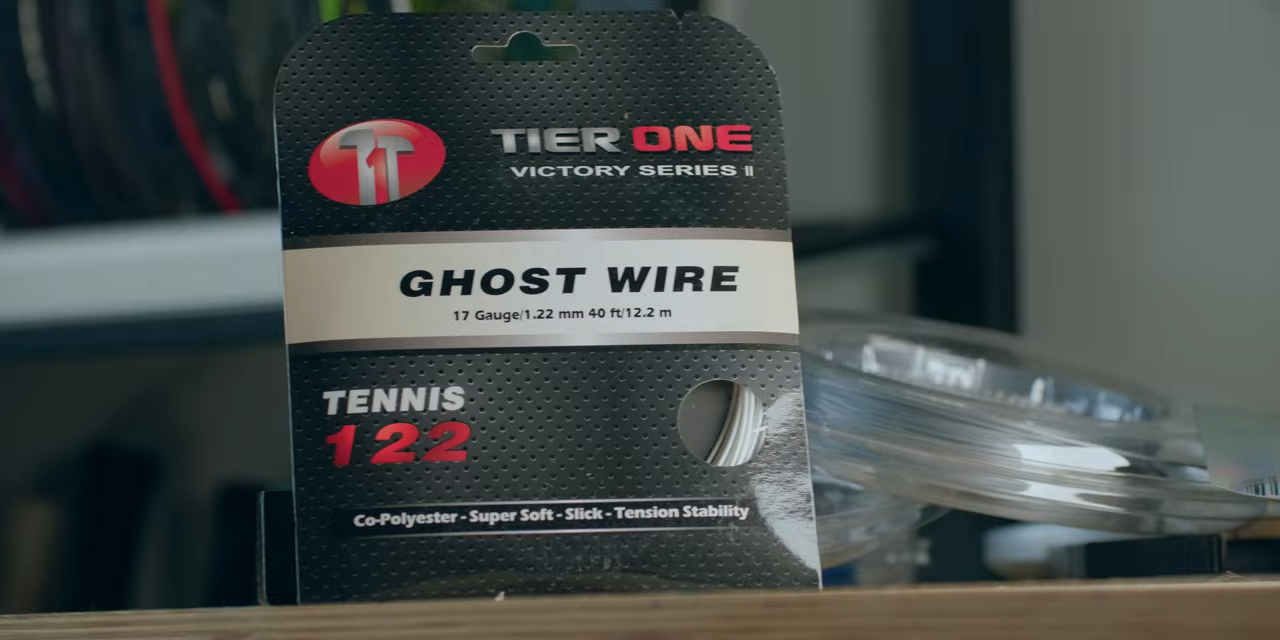 TIER ONE
VICTORY SERIES II
GHOST WIRE
17 Gauge/1.22 mm 40 ft/12.2 m
TENNIS
122
Co-Polyester - Super Soft - Slick - Tension Stability